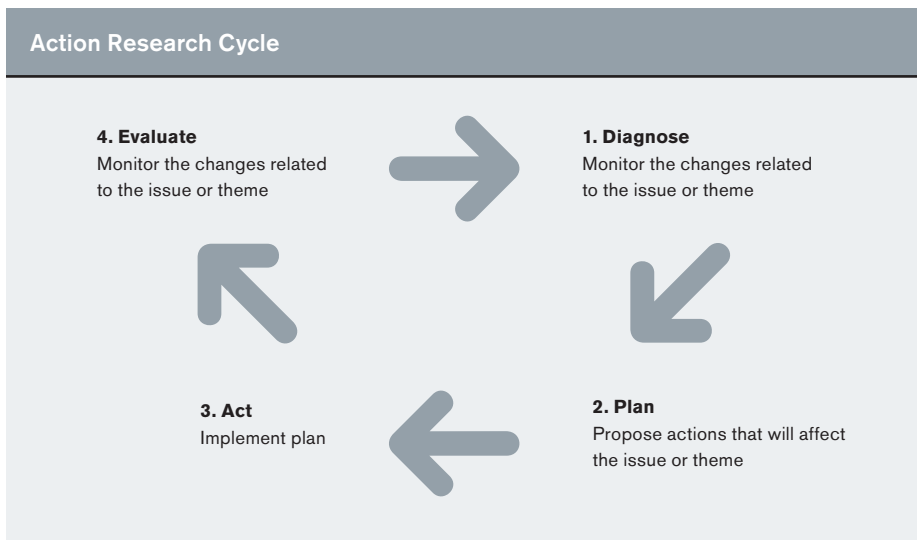 Action Research Cycle
4. Evaluate
Monitor the changes related
to the issue or theme
1. Diagnose
Monitor the changes related
to the issue or theme
3. Act
Implement plan
2. Plan
Propose actions that will affect
the issue or theme